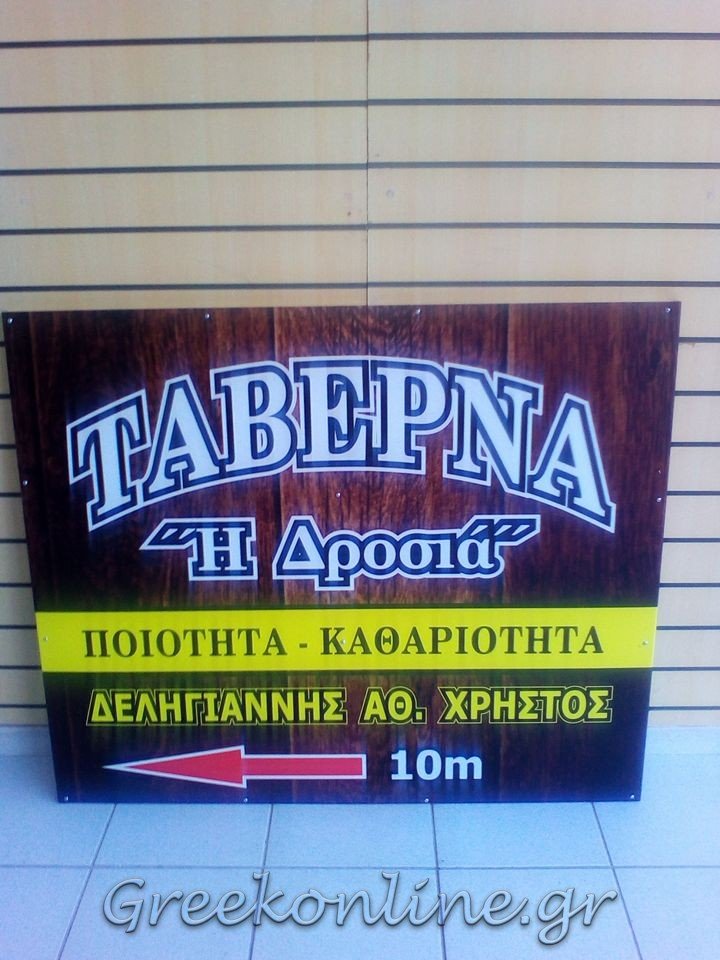 ΤΑΒΕΡΝΑ
"Η Δροσιά"
ΠΟΙΟΤΗΤΑ - ΚΑΘΑΡΙΟΤΗΤΑ
ΔΕΛΗΓΙΑΝΝΗΣ ΑΘ. ΧΡΗΣΤΟΣ
10m
Greekonline.gr